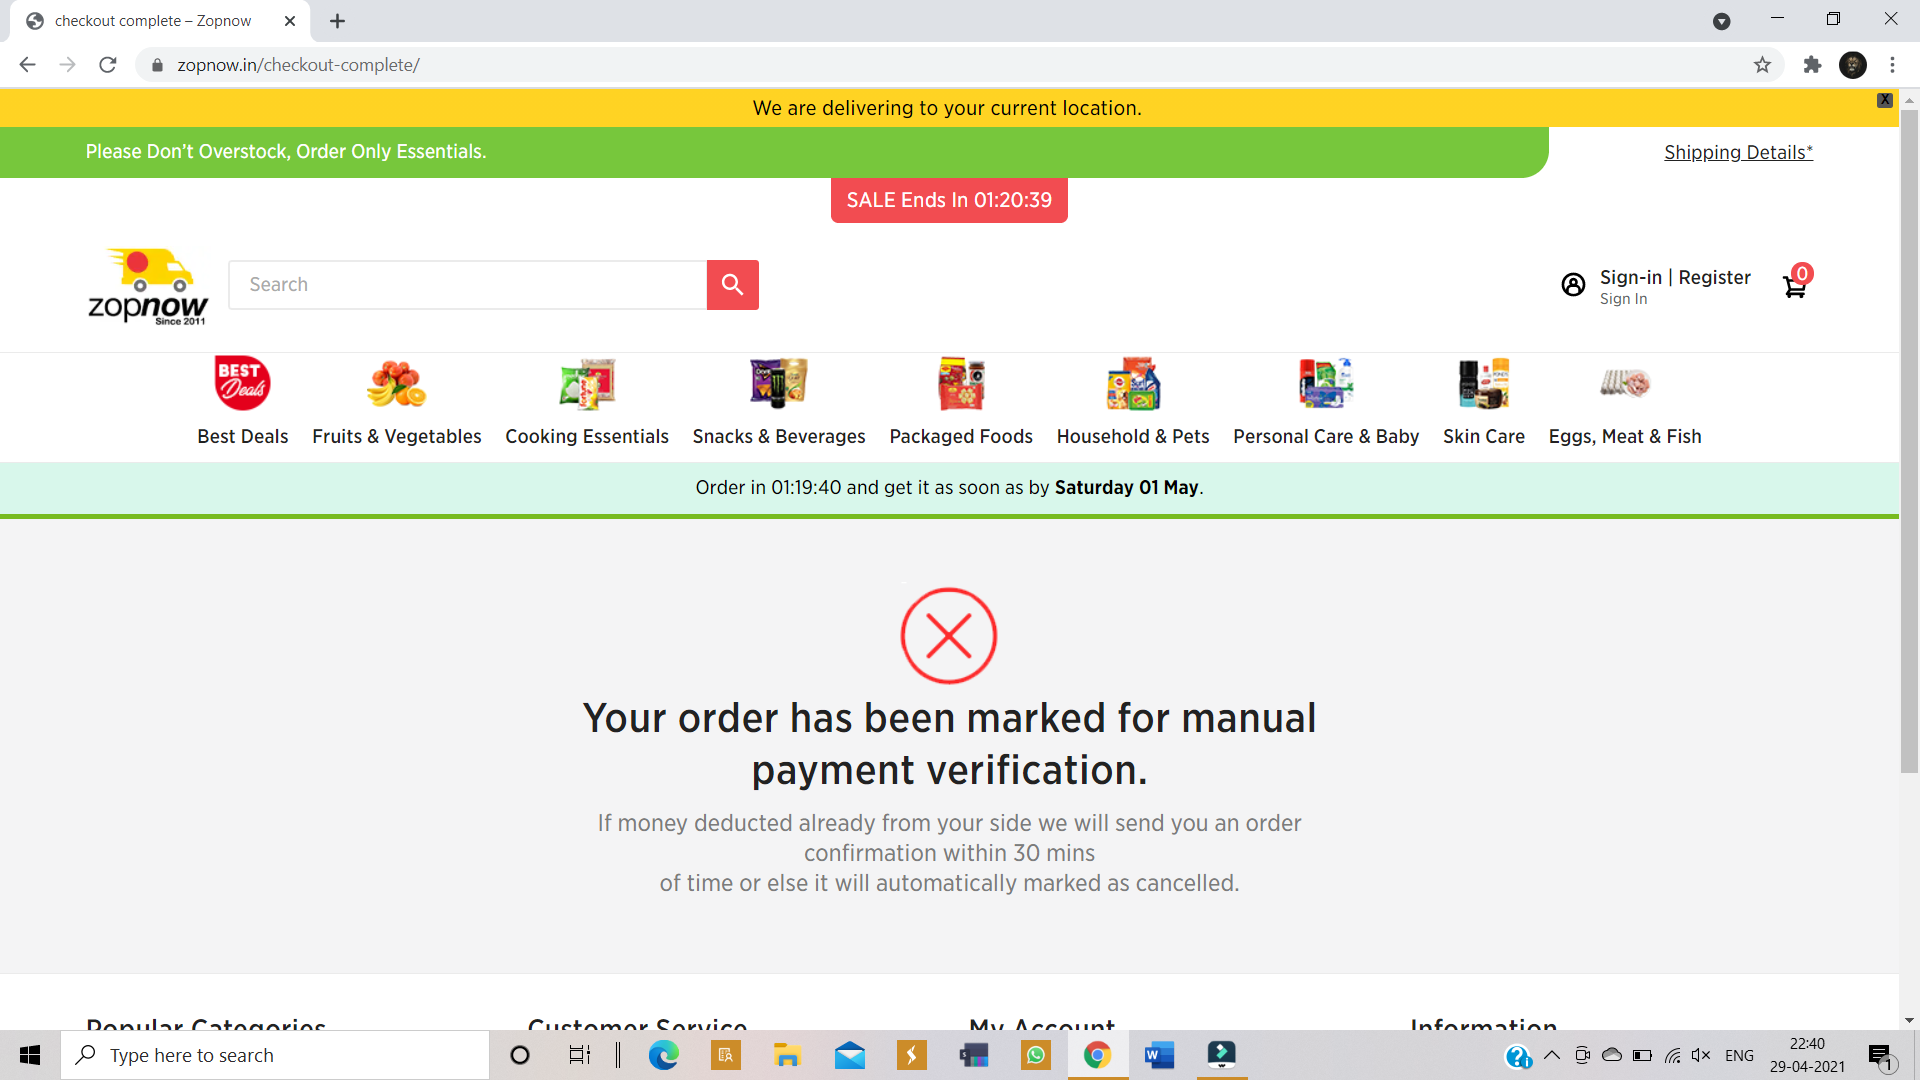 checkout complete – Zopnow
zopnow.in/checkout-complete/
We are delivering to your current location.
X
Please Don't Overstock, Order Only Essentials.
Shipping Details*
SALE Ends In 01:20:39
zopnow
Since 2011
Search
Sign-in | Register
Sign In
0
BEST
Deals
Best Deals
Fruits & Vegetables
Cooking Essentials
Snacks & Beverages
Packaged Foods
Household & Pets
Personal Care & Baby
Skin Care
Eggs, Meat & Fish
Order in 01:19:40 and get it as soon as by Saturday 01 May.
Your order has been marked for manual
payment verification.
If money deducted already from your side we will send you an order
confirmation within 30 mins
of time or else it will automatically marked as cancelled.
Popular Categories
Customer Service
My Account
Information
Type here to search
ENG
22:40
29-04-2021
1